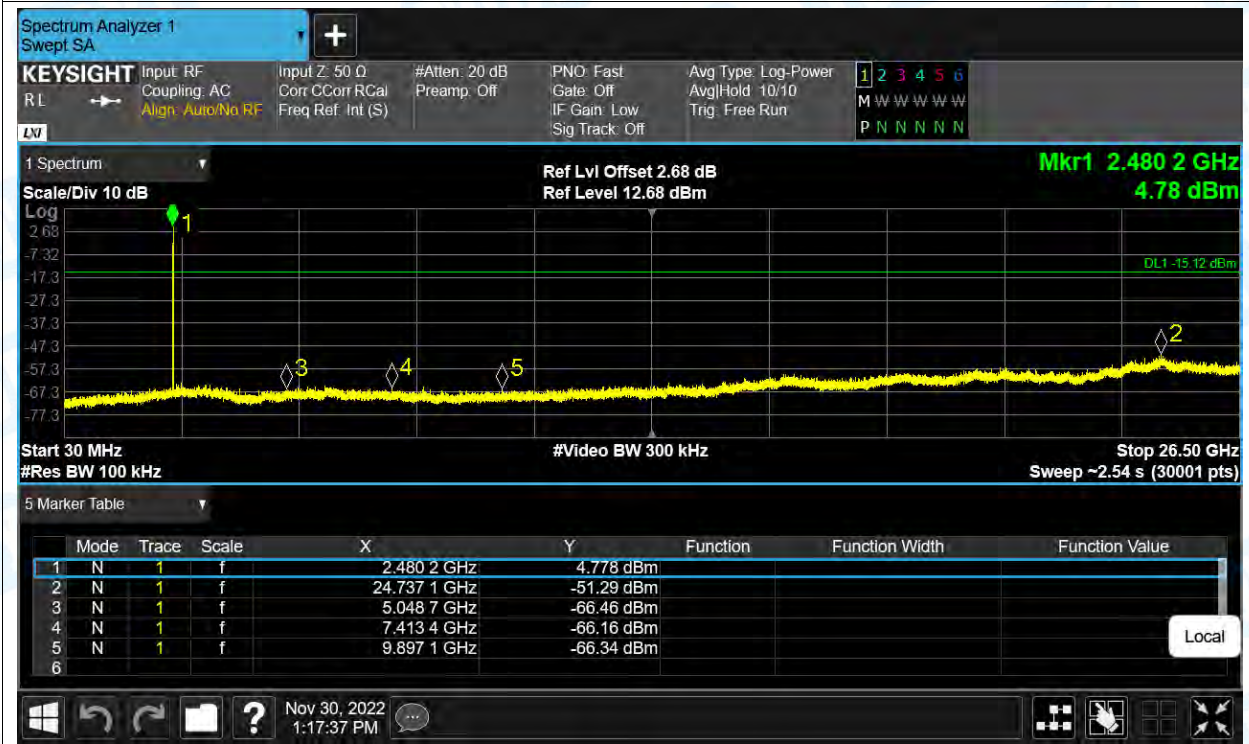 Spectrum Analyzer 1
Swept SA
+
KEYSIGHT Input: RF Input Z: 50 Ω #Atten: 20 dB PNO: Fast Avg Type: Log-Power 1 2 3 4 5 6
RL Coupling: AC Corr CCorr RCal Preamp: Off Gate: Off Avg|Hold: 10/10 M W W W W W
Align: Auto/No RF Freq Ref: Int (S) IF Gain: Low Trig: Free Run
LXI Sig Track: Off P N N N N N
1 Spectrum
Ref Lvl Offset 2.68 dB Mkr1 2.480 2 GHz
Scale/Div 10 dB Ref Level 12.68 dBm 4.78 dBm
Log
1
2.68
-7.32
DL1 -15.12 dBm
-17.3
-27.3
-37.3
2
-47.3
-57.3
3 4 5
-67.3
-77.3
Start 30 MHz #Video BW 300 kHz Stop 26.50 GHz
#Res BW 100 kHz Sweep ~2.54 s (30001 pts)
5 Marker Table
Mode Trace Scale X Y Function Function Width Function Value
1 N 1 f 2.480 2 GHz 4.778 dBm
2 N 1 f 24.737 1 GHz -51.29 dBm
3 N 1 f 5.048 7 GHz -66.46 dBm
4 N 1 f 7.413 4 GHz -66.16 dBm
5 N 1 f 9.897 1 GHz -66.34 dBm
6
Local
? Nov 30, 2022
1:17:37 PM